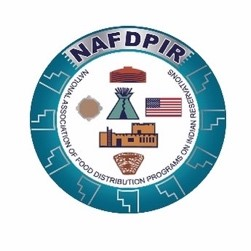 NAFDPIR
NATIONAL ASSOCIATION OF FOOD DISTRIBUTION PROGRAMS ON INDIAN RESERVATIONS